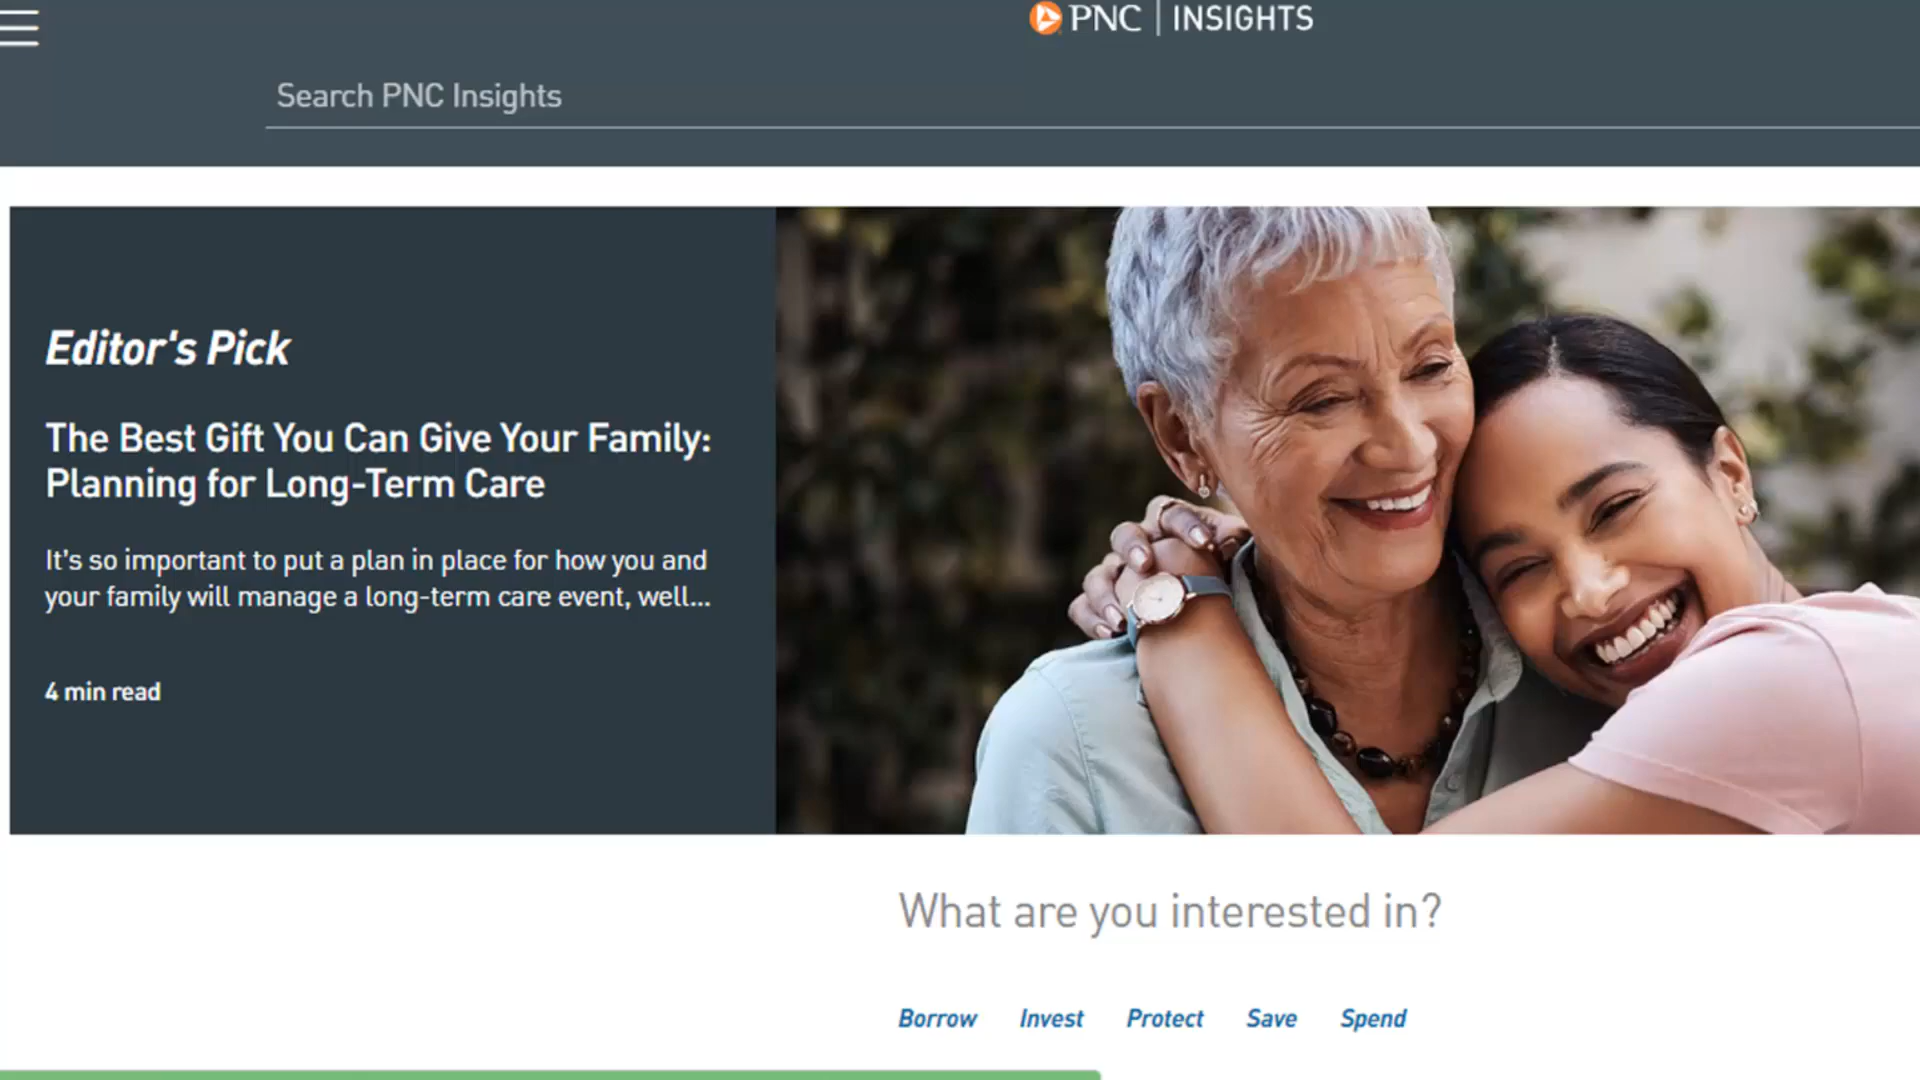 PNC | INSIGHTS
Search PNC Insights
Editor's Pick
The Best Gift You Can Give Your Family:
Planning for Long-Term Care
It's so important to put a plan in place for how you and
your family will manage a long-term care event, well...
4 min read
What are you interested in?
Borrow Invest Protect Save Spend